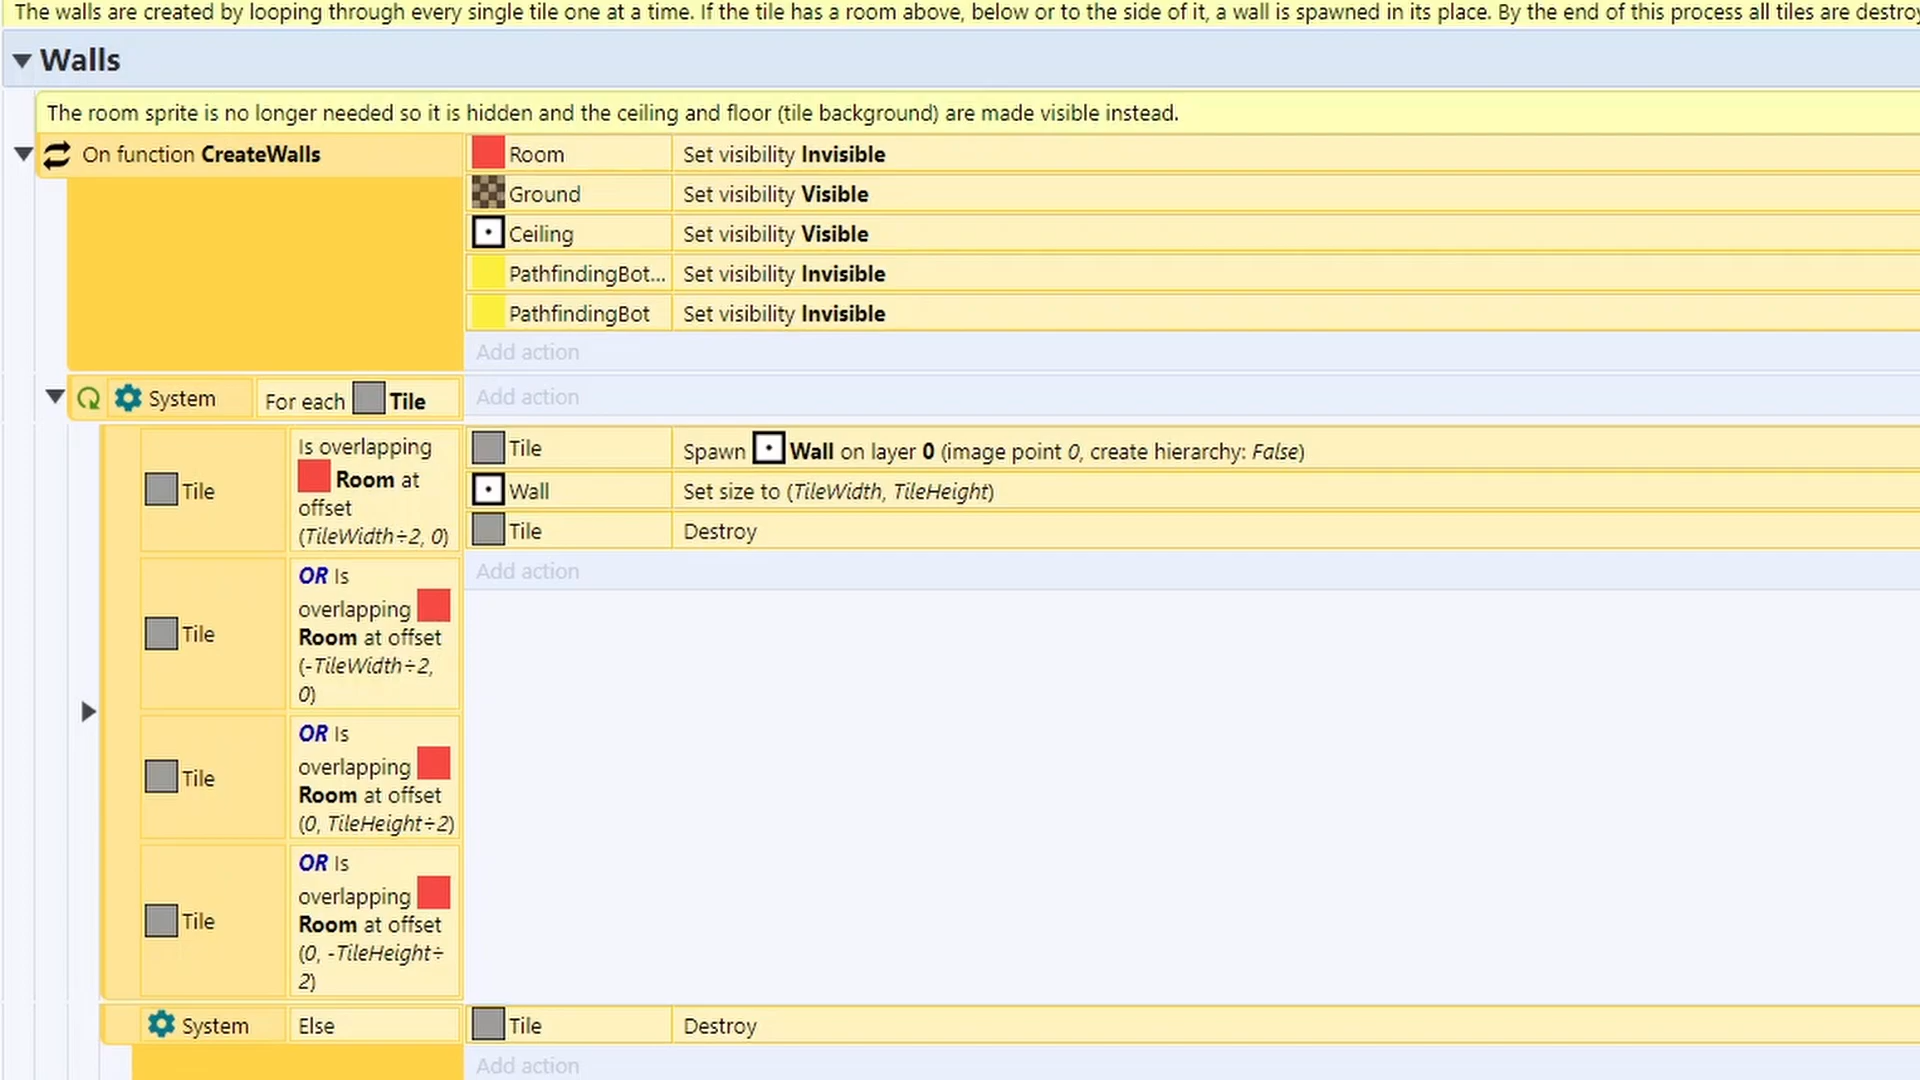 The walls are created by looping through every single tile one at a time. If the tile has a room above, below or to the side of it, a wall is spawned in its place. By the end of this process all tiles are
Walls
The room sprite is no longer needed so it is hidden and the ceiling and floor (tile background) are made visible instead.
On function CreateWalls
Room Set visibility Invisible
Ground Set visibility Visible
Ceiling Set visibility Visible
PathfindingBot... Set visibility Invisible
PathfindingBot Set visibility Invisible
Add action
System For each Tile Add action
Tile
Is overlapping
Room at
offset
(TileWidth÷2, 0)
Tile Spawn Wall on layer 0 (image point 0, create hierarchy: False)
Wall Set size to (TileWidth, TileHeight)
Tile Destroy
Add action
Tile
OR Is
overlapping
Room at offset
(-TileWidth÷2,
0)
Tile
OR Is
overlapping
Room at offset
(0, TileHeight÷2)
Tile
OR Is
overlapping
Room at offset
(0, -TileHeight÷
2)
System Else Tile Destroy
Add action